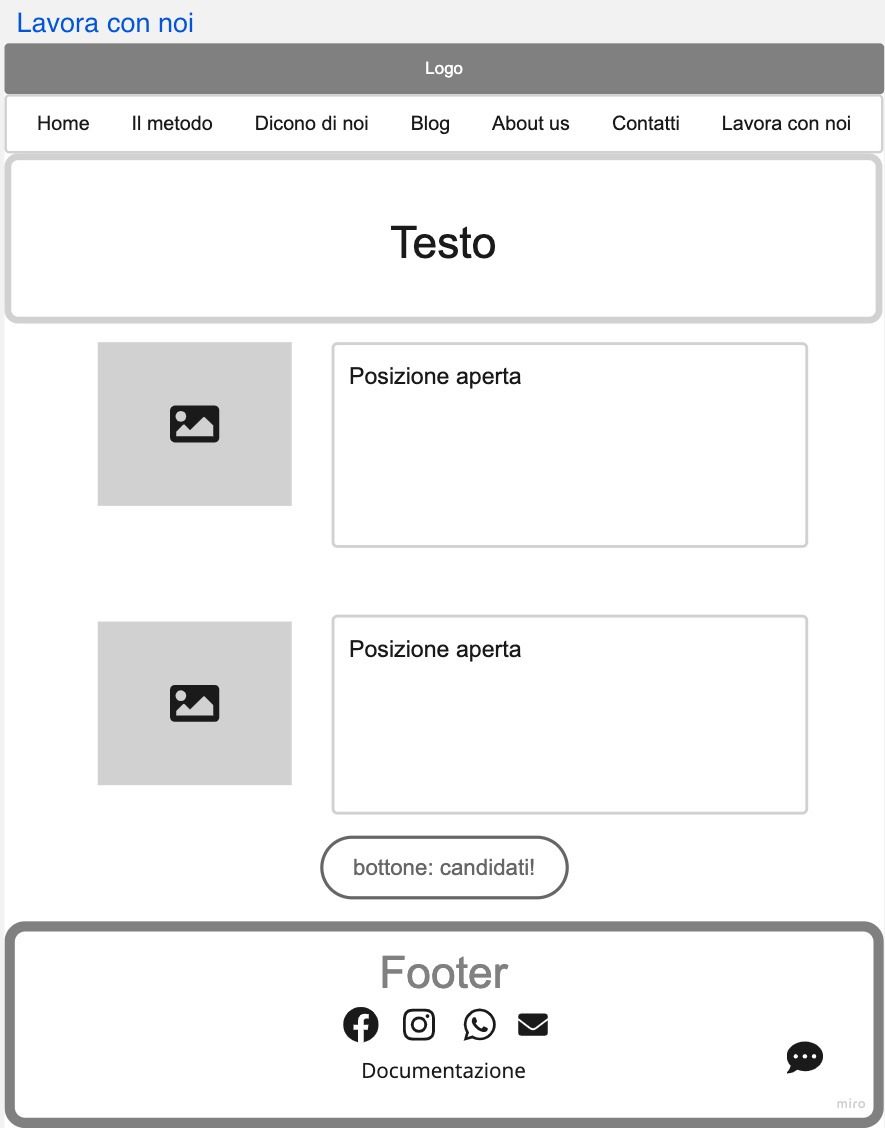 Lavora con noi
Logo
Home Il metodo Dicono di noi Blog About us Contatti Lavora con noi
Testo
Posizione aperta
Posizione aperta
bottone: candidati!
Footer
Documentazione
miro